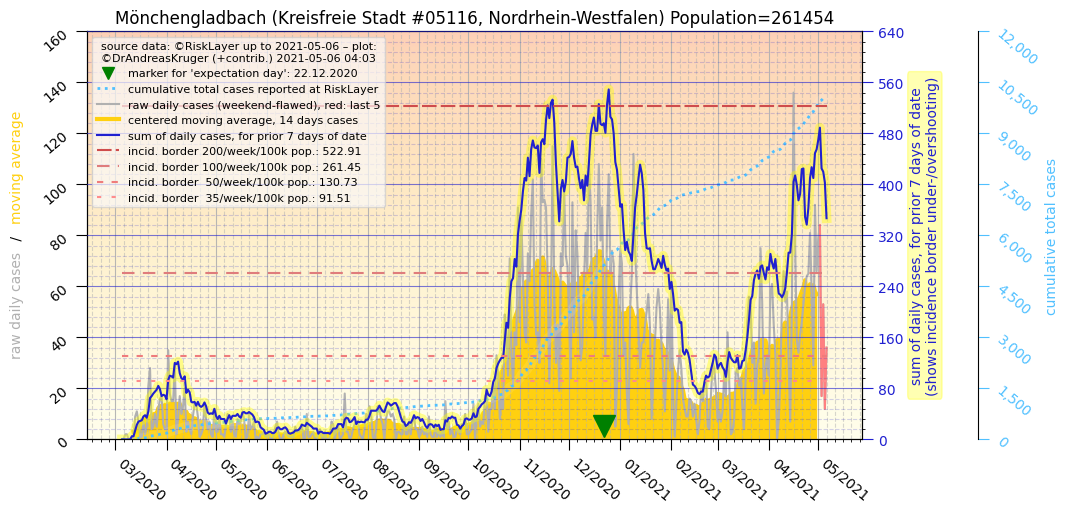 Mönchengladbach (Kreisfreie Stadt #05116, Nordrhein-Westfalen) Population=261454
source data: ©RiskLayer up to 2021-05-06 – plot:
©DrAndreasKruger (+contrib.) 2021-05-06 04:03
marker for 'expectation day': 22.12.2020
cumulative total cases reported at RiskLayer
raw daily cases (weekend-flawed), red: last 5
centered moving average, 14 days cases
sum of daily cases, for prior 7 days of date
incid. border 200/week/100k pop.: 522.91
incid. border 100/week/100k pop.: 261.45
incid. border 50/week/100k pop.: 130.73
incid. border 35/week/100k pop.: 91.51
raw daily cases / moving average
160
140
120
100
80
60
40
20
0
03/2020
04/2020
05/2020
06/2020
07/2020
08/2020
09/2020
10/2020
11/2020
12/2020
01/2021
02/2021
03/2021
04/2021
05/2021
640
560
480
400
320
240
160
80
0
sum of daily cases, for prior 7 days of date
(shows incidence border under-/overshooting)
12,000
10,500
9,000
7,500
6,000
4,500
3,000
1,500
0
cumulative total cases